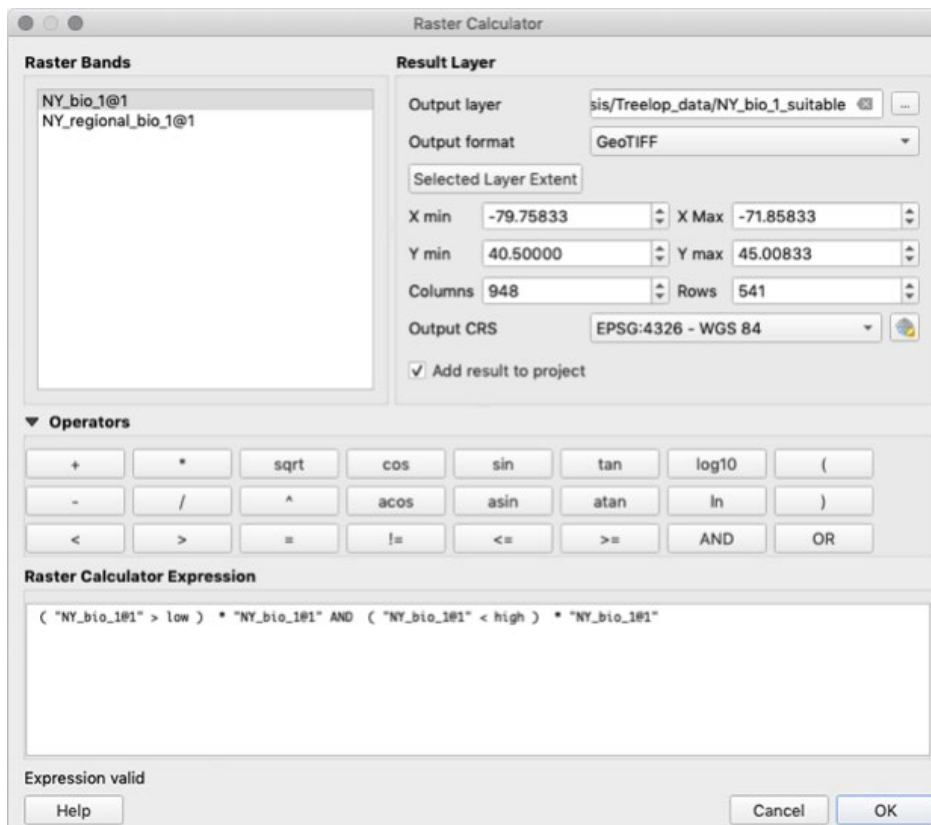 Raster Calculator
Raster Bands
NY_bio_1@1
NY_regional_bio_1@1
Result Layer
Output layer sis/Treelop_data/NY_bio_1_suitable ...
Output format GeoTIFF
Selected Layer Extent
X min -79.75833 X Max -71.85833
Y min 40.50000 Y max 45.00833
Columns 948 Rows 541
Output CRS EPSG:4326 - WGS 84
Add result to project
Operators
+ * sqrt cos sin tan log10 (
- / ^ acos asin atan ln )
< > = != <= >= AND OR
Raster Calculator Expression
( "NY_bio_1@1" > low ) * "NY_bio_1@1" AND ( "NY_bio_1@1" < high ) * "NY_bio_1@1"
Expression valid
Help Cancel OK